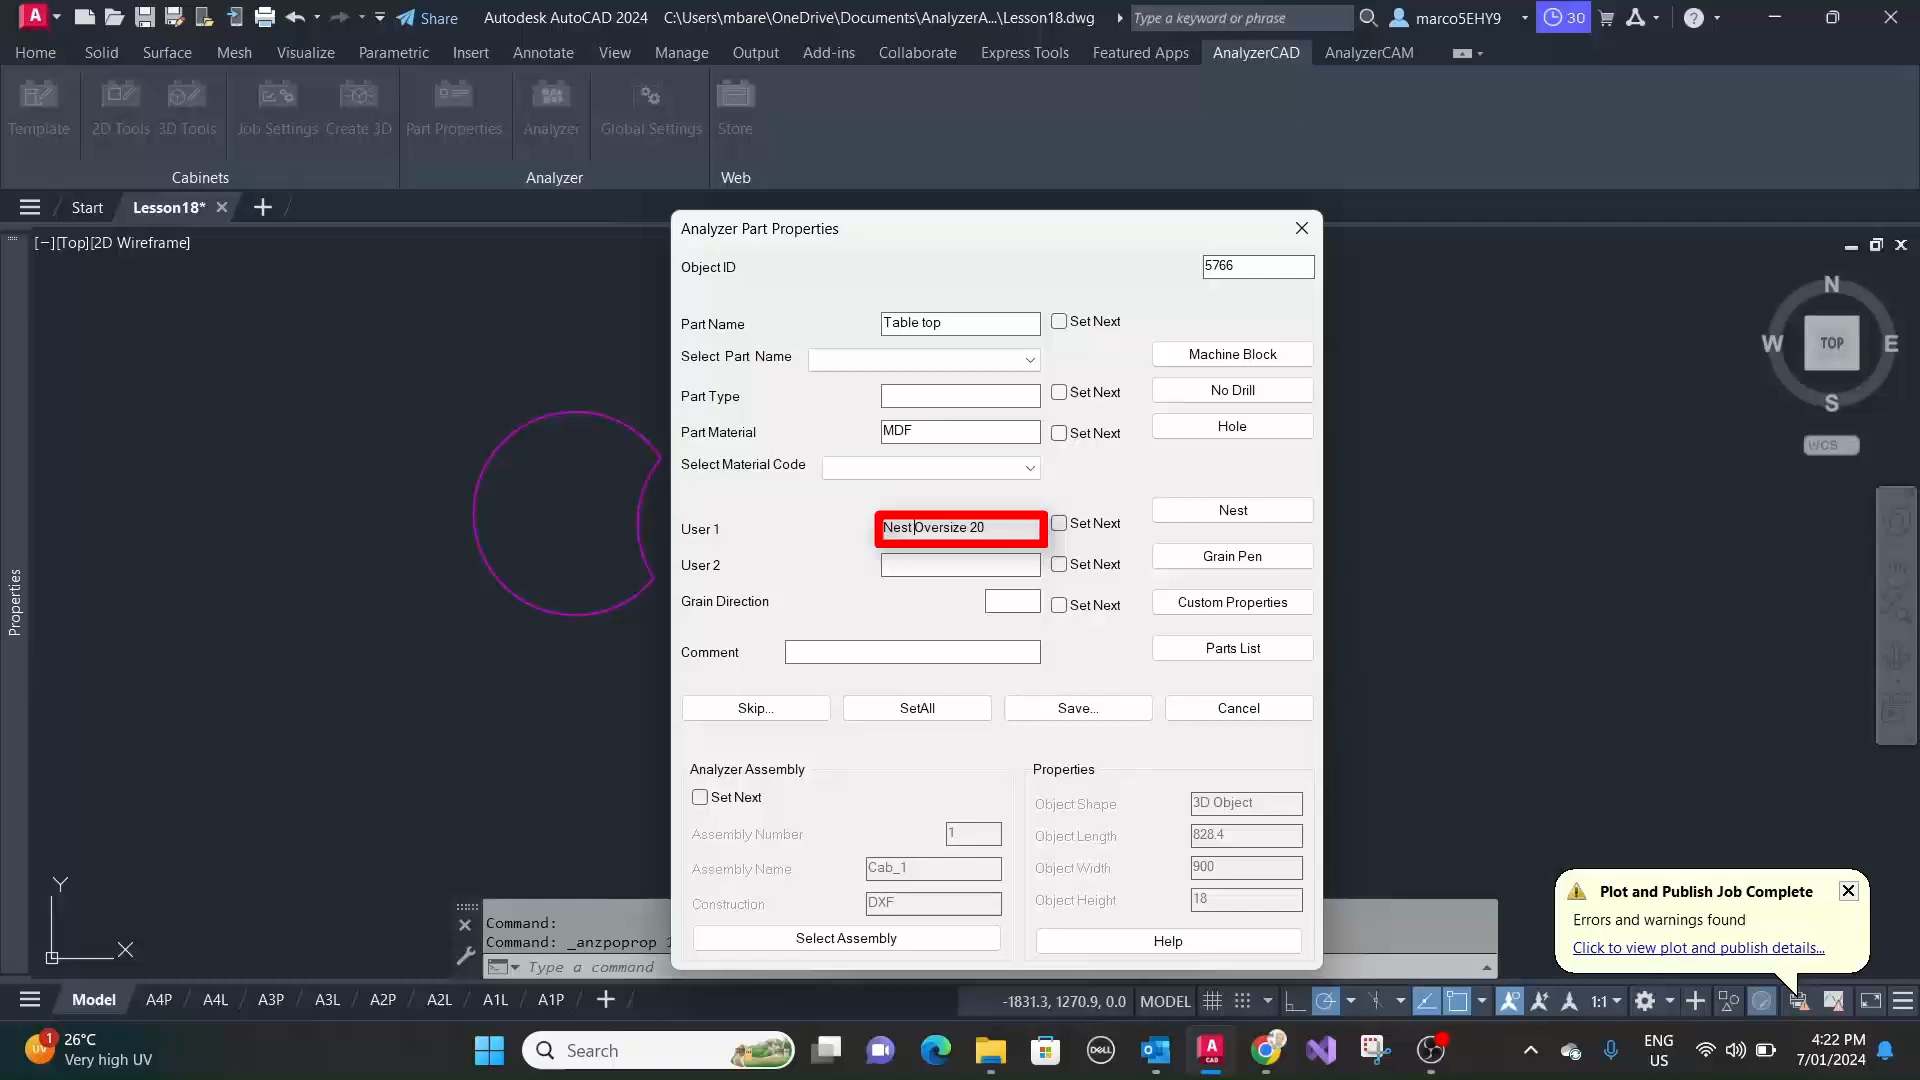 Share
Autodesk AutoCAD 2024 C:\Users\mbare\OneDrive\Documents\AnalyzerA...\Lesson18.dwg
Type a keyword or phrase
marco5EHY9
30
Home Solid Surface Mesh Visualize Parametric Insert Annotate View Manage Output Add-ins Collaborate Express Tools Featured Apps AnalyzerCAD AnalyzerCAM
Template 2D Tools 3D Tools Job Settings Create 3D Part Properties Analyzer Global Settings Store
Cabinets Analyzer Web
Start Lesson18*
[−][Top][2D Wireframe]
Properties
N
W TOP E
S
WCS
Analyzer Part Properties
Object ID 5766
Part Name Table top Set Next
Select Part Name Machine Block
Part Type Set Next No Drill
Part Material MDF Set Next Hole
Select Material Code
User 1 Nest Oversize 20 Set Next Nest
User 2 Set Next Grain Pen
Grain Direction Set Next Custom Properties
Comment Parts List
Skip... SetAll Save... Cancel
Analyzer Assembly
Set Next
Assembly Number 1
Assembly Name Cab_1
Construction DXF
Select Assembly
Properties
Object Shape 3D Object
Object Length 828.4
Object Width 900
Object Height 18
Help
Y
X
Command:
Command: _anzpoprop
Type a command
Plot and Publish Job Complete
Errors and warnings found
Click to view plot and publish details...
Model A4P A4L A3P A3L A2P A2L A1L A1P
-1831.3, 1270.9, 0.0 MODEL 1:1
UV 1
26°C
Very high UV
Search
DELL
A
CAD
ENG
US
4:22 PM
7/01/2024